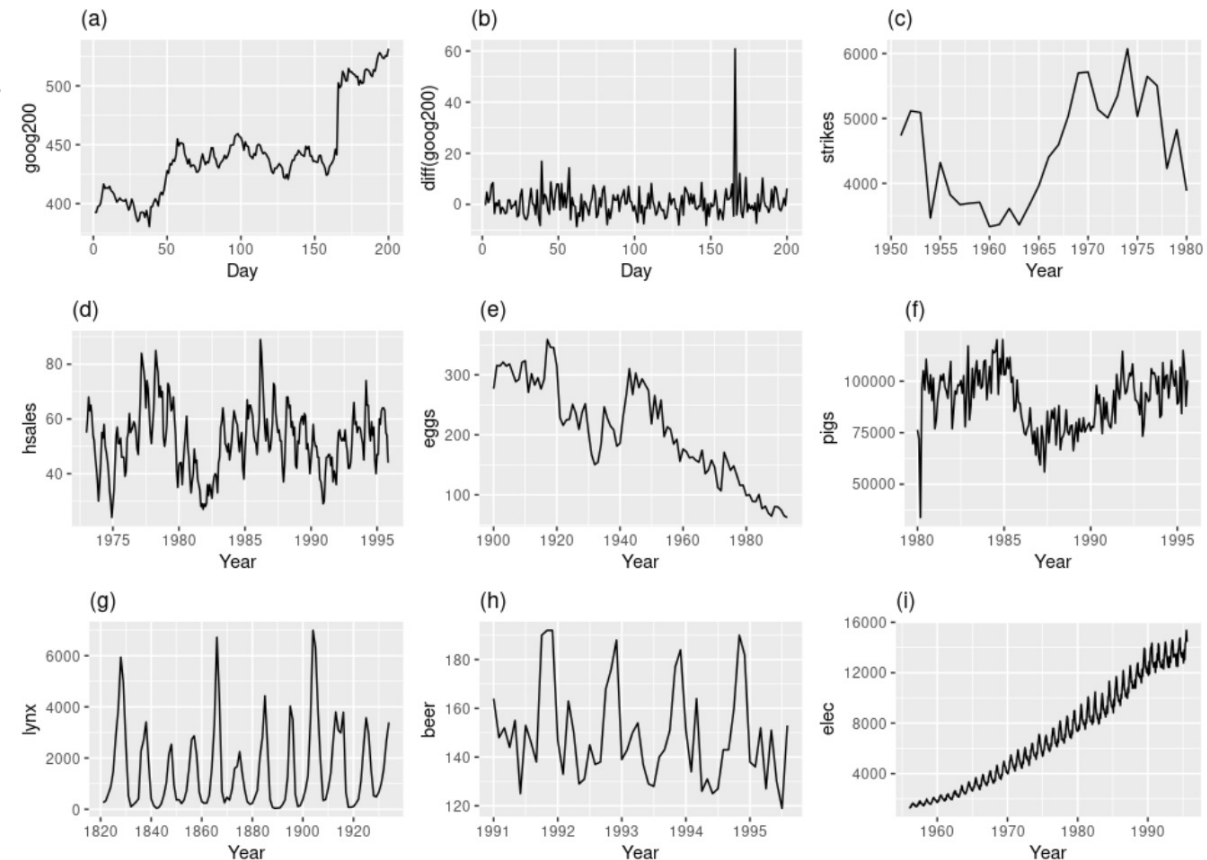 (a)
goog200
500
450
400
0 50 100 150 200
Day
(b)
diff(goog200)
60
40
20
0
0 50 100 150 200
Day
(c)
strikes
6000
5000
4000
1950 1955 1960 1965 1970 1975 1980
Year
(d)
hsales
80
60
40
1975 1980 1985 1990 1995
Year
(e)
eggs
300
200
100
1900 1920 1940 1960 1980
Year
(f)
pigs
100000
75000
50000
1980 1985 1990 1995
Year
(g)
lynx
6000
4000
2000
0
1820 1840 1860 1880 1900 1920
Year
(h)
beer
180
160
140
120
1991 1992 1993 1994 1995
Year
(i)
elec
16000
12000
8000
4000
1960 1970 1980 1990
Year